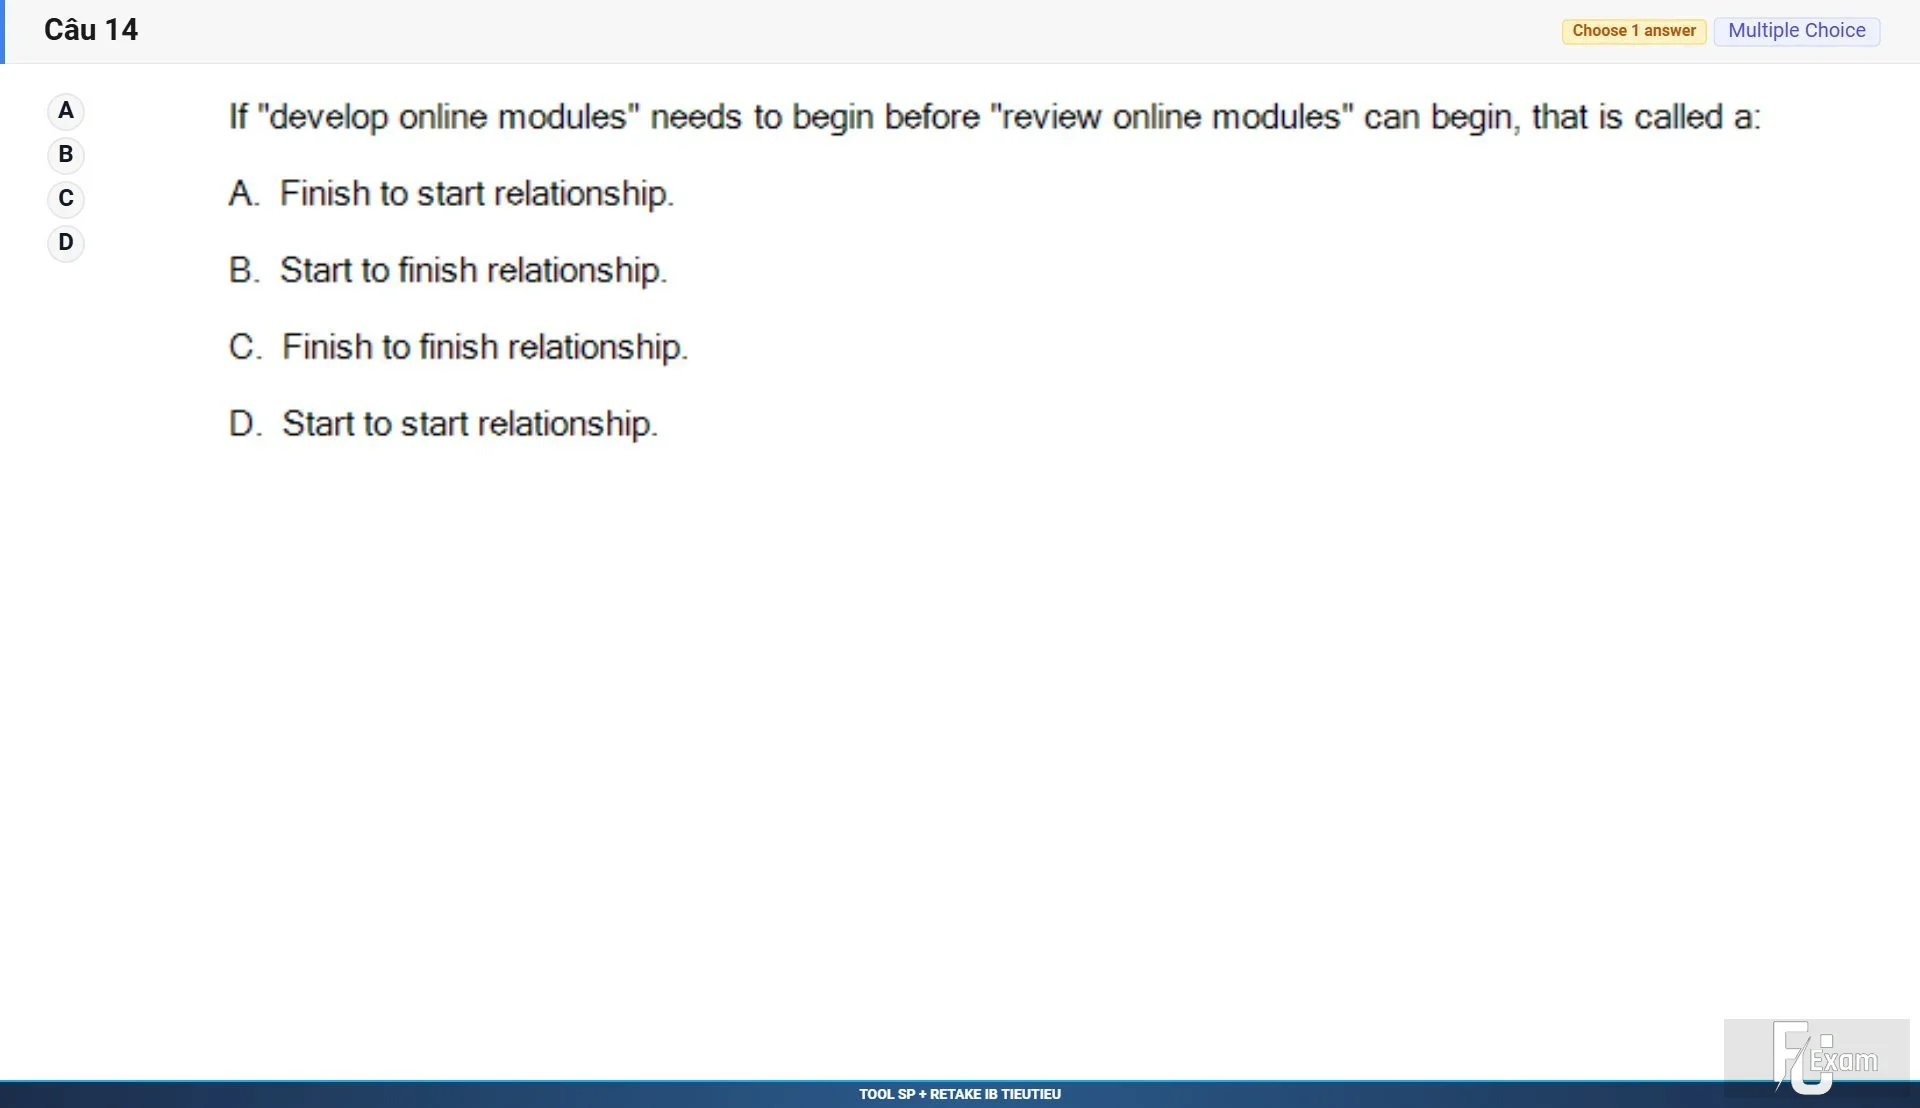 Câu 14
Choose 1 answer
Multiple Choice
A
B
C
D
If "develop online modules" needs to begin before "review online modules" can begin, that is called a:
A. Finish to start relationship.
B. Start to finish relationship.
C. Finish to finish relationship.
D. Start to start relationship.
FU Exam
TOOL SP + RETAKE IB TIEUTIEU